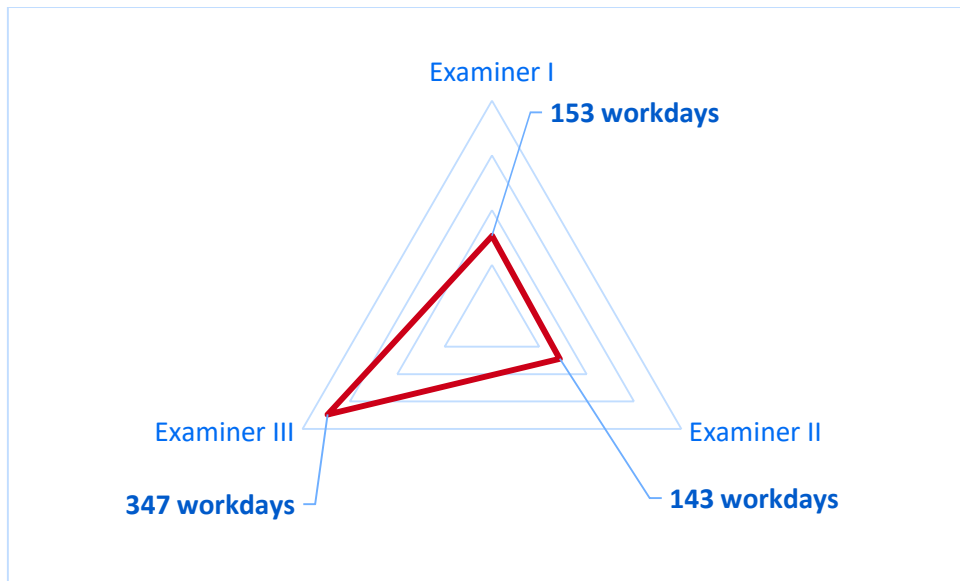 Examiner I
153 workdays
Examiner III
Examiner II
347 workdays
143 workdays